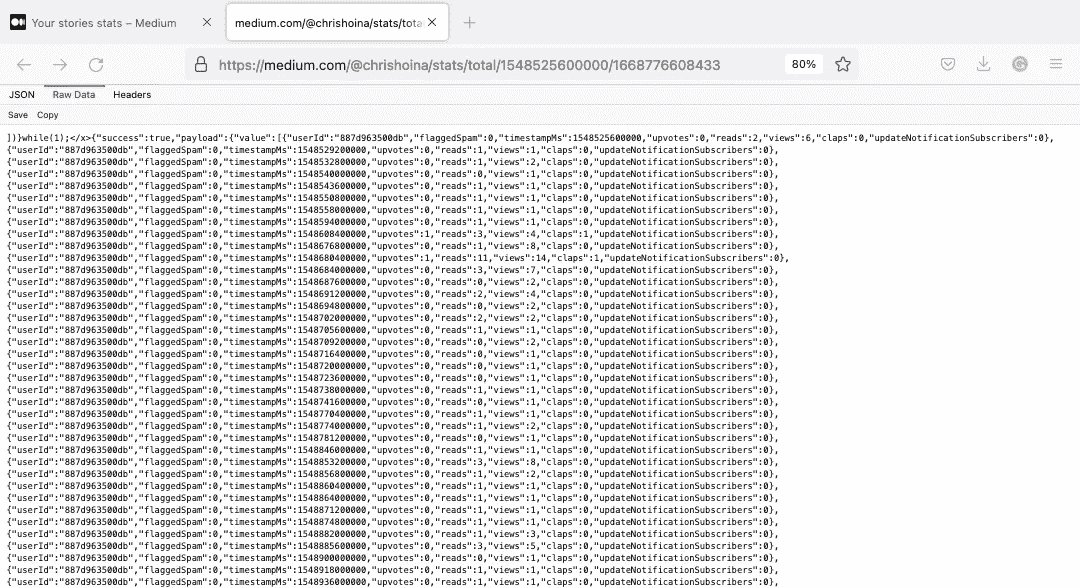 Your stories stats – Medium
medium.com/@chrishoina/stats/tota
https://medium.com/@chrishoina/stats/total/1548525600000/1668776608433
80%
JSON Raw Data Headers
Save Copy
])}while(1);</x>{"success":true,"payload":{"value":[{"userId":"887d963500db","flaggedSpam":0,"timestampMs":1548525600000,"upvotes":0,"reads":2,"views":6,"claps":0,"updateNotificationSubscribers":0},
{"userId":"887d963500db","flaggedSpam":0,"timestampMs":1548529200000,"upvotes":0,"reads":1,"views":1,"claps":0,"updateNotificationSubscribers":0},
{"userId":"887d963500db","flaggedSpam":0,"timestampMs":1548532800000,"upvotes":0,"reads":1,"views":2,"claps":0,"updateNotificationSubscribers":0},
{"userId":"887d963500db","flaggedSpam":0,"timestampMs":1548540000000,"upvotes":0,"reads":0,"views":1,"claps":0,"updateNotificationSubscribers":0},
{"userId":"887d963500db","flaggedSpam":0,"timestampMs":1548543600000,"upvotes":0,"reads":1,"views":1,"claps":0,"updateNotificationSubscribers":0},
{"userId":"887d963500db","flaggedSpam":0,"timestampMs":1548550800000,"upvotes":0,"reads":1,"views":1,"claps":0,"updateNotificationSubscribers":0},
{"userId":"887d963500db","flaggedSpam":0,"timestampMs":1548558000000,"upvotes":0,"reads":1,"views":1,"claps":0,"updateNotificationSubscribers":0},
{"userId":"887d963500db","flaggedSpam":0,"timestampMs":1548594000000,"upvotes":0,"reads":1,"views":1,"claps":0,"updateNotificationSubscribers":0},
{"userId":"887d963500db","flaggedSpam":0,"timestampMs":1548608400000,"upvotes":1,"reads":3,"views":4,"claps":1,"updateNotificationSubscribers":0},
{"userId":"887d963500db","flaggedSpam":0,"timestampMs":1548676800000,"upvotes":0,"reads":1,"views":8,"claps":0,"updateNotificationSubscribers":0},
{"userId":"887d963500db","flaggedSpam":0,"timestampMs":1548680400000,"upvotes":1,"reads":11,"views":14,"claps":1,"updateNotificationSubscribers":0},
{"userId":"887d963500db","flaggedSpam":0,"timestampMs":1548684000000,"upvotes":0,"reads":3,"views":7,"claps":0,"updateNotificationSubscribers":0},
{"userId":"887d963500db","flaggedSpam":0,"timestampMs":1548687600000,"upvotes":0,"reads":0,"views":2,"claps":0,"updateNotificationSubscribers":0},
{"userId":"887d963500db","flaggedSpam":0,"timestampMs":1548691200000,"upvotes":0,"reads":2,"views":4,"claps":0,"updateNotificationSubscribers":0},
{"userId":"887d963500db","flaggedSpam":0,"timestampMs":1548694800000,"upvotes":0,"reads":0,"views":2,"claps":0,"updateNotificationSubscribers":0},
{"userId":"887d963500db","flaggedSpam":0,"timestampMs":1548702000000,"upvotes":0,"reads":2,"views":2,"claps":0,"updateNotificationSubscribers":0},
{"userId":"887d963500db","flaggedSpam":0,"timestampMs":1548705600000,"upvotes":0,"reads":1,"views":1,"claps":0,"updateNotificationSubscribers":0},
{"userId":"887d963500db","flaggedSpam":0,"timestampMs":1548709200000,"upvotes":0,"reads":0,"views":2,"claps":0,"updateNotificationSubscribers":0},
{"userId":"887d963500db","flaggedSpam":0,"timestampMs":1548716400000,"upvotes":0,"reads":0,"views":1,"claps":0,"updateNotificationSubscribers":0},
{"userId":"887d963500db","flaggedSpam":0,"timestampMs":1548720000000,"upvotes":0,"reads":0,"views":1,"claps":0,"updateNotificationSubscribers":0},
{"userId":"887d963500db","flaggedSpam":0,"timestampMs":1548723600000,"upvotes":0,"reads":0,"views":1,"claps":0,"updateNotificationSubscribers":0},
{"userId":"887d963500db","flaggedSpam":0,"timestampMs":1548738000000,"upvotes":0,"reads":1,"views":1,"claps":0,"updateNotificationSubscribers":0},
{"userId":"887d963500db","flaggedSpam":0,"timestampMs":1548741600000,"upvotes":0,"reads":0,"views":1,"claps":0,"updateNotificationSubscribers":0},
{"userId":"887d963500db","flaggedSpam":0,"timestampMs":1548770400000,"upvotes":0,"reads":1,"views":1,"claps":0,"updateNotificationSubscribers":0},
{"userId":"887d963500db","flaggedSpam":0,"timestampMs":1548774000000,"upvotes":0,"reads":1,"views":2,"claps":0,"updateNotificationSubscribers":0},
{"userId":"887d963500db","flaggedSpam":0,"timestampMs":1548781200000,"upvotes":0,"reads":0,"views":1,"claps":0,"updateNotificationSubscribers":0},
{"userId":"887d963500db","flaggedSpam":0,"timestampMs":1548846000000,"upvotes":0,"reads":1,"views":1,"claps":0,"updateNotificationSubscribers":0},
{"userId":"887d963500db","flaggedSpam":0,"timestampMs":1548853200000,"upvotes":0,"reads":3,"views":8,"claps":0,"updateNotificationSubscribers":0},
{"userId":"887d963500db","flaggedSpam":0,"timestampMs":1548856800000,"upvotes":0,"reads":1,"views":2,"claps":0,"updateNotificationSubscribers":0},
{"userId":"887d963500db","flaggedSpam":0,"timestampMs":1548860400000,"upvotes":0,"reads":1,"views":1,"claps":0,"updateNotificationSubscribers":0},
{"userId":"887d963500db","flaggedSpam":0,"timestampMs":1548864000000,"upvotes":0,"reads":1,"views":1,"claps":0,"updateNotificationSubscribers":0},
{"userId":"887d963500db","flaggedSpam":0,"timestampMs":1548871200000,"upvotes":0,"reads":1,"views":1,"claps":0,"updateNotificationSubscribers":0},
{"userId":"887d963500db","flaggedSpam":0,"timestampMs":1548874800000,"upvotes":0,"reads":1,"views":1,"claps":0,"updateNotificationSubscribers":0},
{"userId":"887d963500db","flaggedSpam":0,"timestampMs":1548882000000,"upvotes":0,"reads":1,"views":3,"claps":0,"updateNotificationSubscribers":0},
{"userId":"887d963500db","flaggedSpam":0,"timestampMs":1548885600000,"upvotes":0,"reads":3,"views":5,"claps":0,"updateNotificationSubscribers":0},
{"userId":"887d963500db","flaggedSpam":0,"timestampMs":1548900000000,"upvotes":0,"reads":0,"views":1,"claps":0,"updateNotificationSubscribers":0},
{"userId":"887d963500db","flaggedSpam":0,"timestampMs":1548918000000,"upvotes":0,"reads":1,"views":1,"claps":0,"updateNotificationSubscribers":0},
{"userId":"887d963500db","flaggedSpam":0,"timestampMs":1548936000000,"upvotes":0,"reads":1,"views":1,"claps":0,"updateNotificationSubscribers":0},